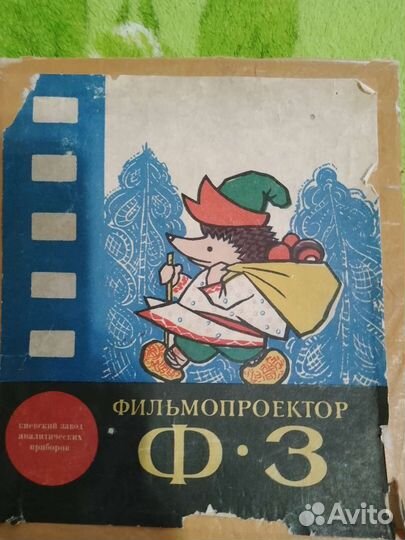 ФИЛЬМОПРОЕКТОР
киевский завод
аналитических
приборов
Ф·3
Avito